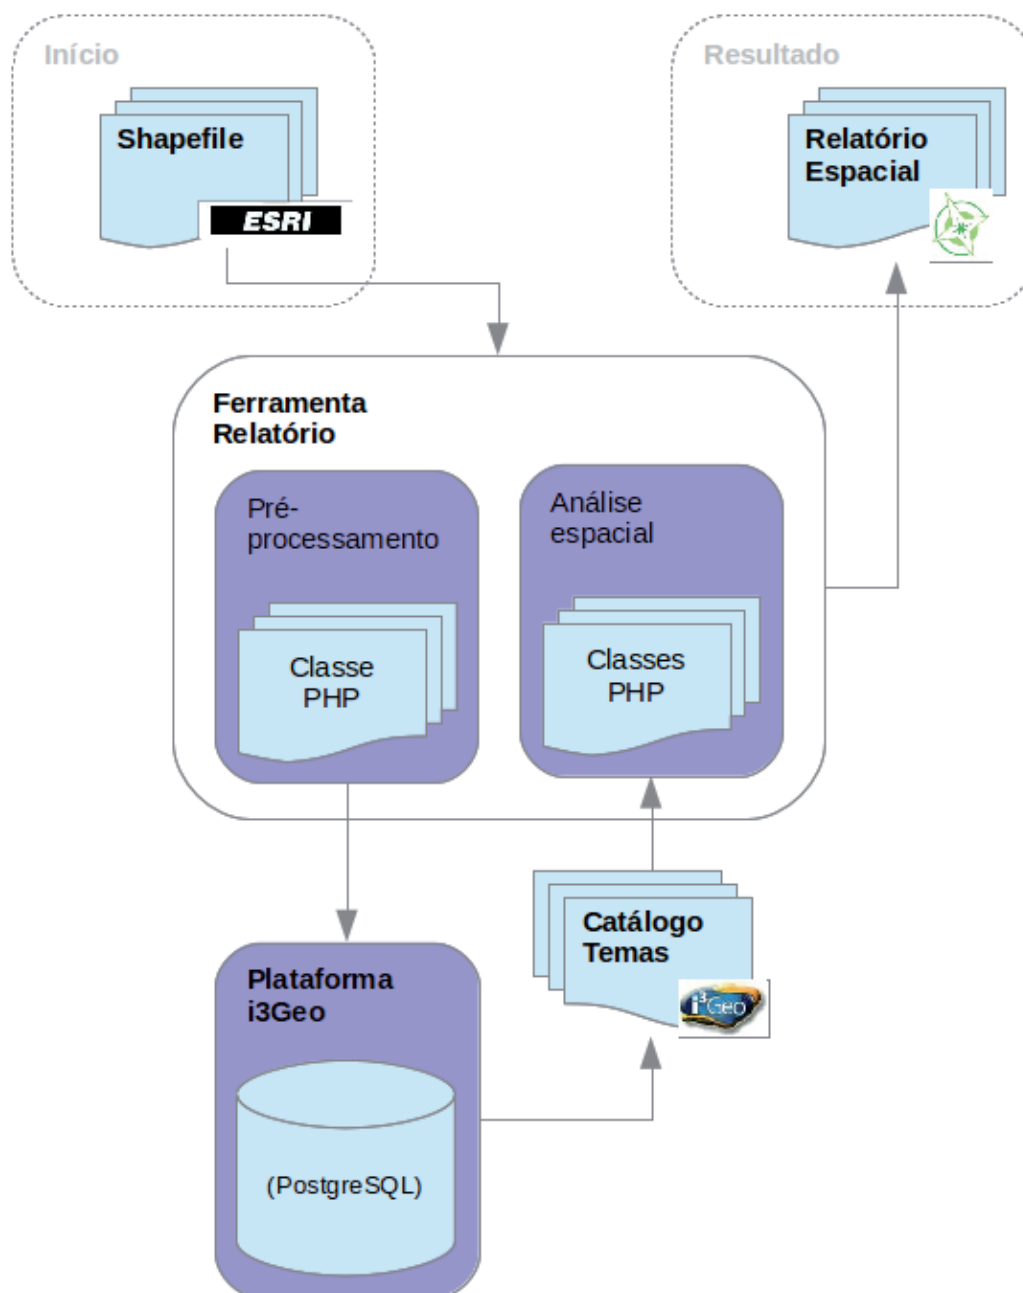 Início
Resultado
Shapefile
ESRI
Relatório
Espacial
Ferramenta
Relatório
Pré-
processamento
Classe
PHP
Análise
espacial
Classes
PHP
Catálogo
Temas
i³Geo
Plataforma
i3Geo
(PostgreSQL)